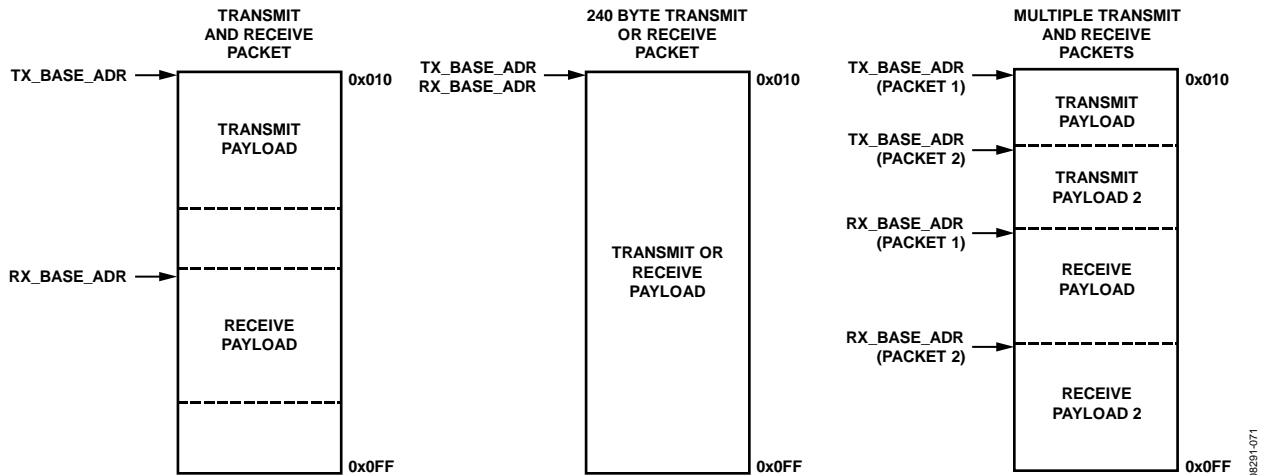 TRANSMIT
AND RECEIVE
PACKET
TX_BASE_ADR
0x010
TRANSMIT
PAYLOAD
RX_BASE_ADR
RECEIVE
PAYLOAD
0x0FF
240 BYTE TRANSMIT
OR RECEIVE
PACKET
TX_BASE_ADR
RX_BASE_ADR
0x010
TRANSMIT OR
RECEIVE
PAYLOAD
0x0FF
MULTIPLE TRANSMIT
AND RECEIVE
PACKETS
TX_BASE_ADR
(PACKET 1)
0x010
TRANSMIT
PAYLOAD
TX_BASE_ADR
(PACKET 2)
TRANSMIT
PAYLOAD 2
RX_BASE_ADR
(PACKET 1)
RECEIVE
PAYLOAD
RX_BASE_ADR
(PACKET 2)
RECEIVE
PAYLOAD 2
0x0FF
08291-071